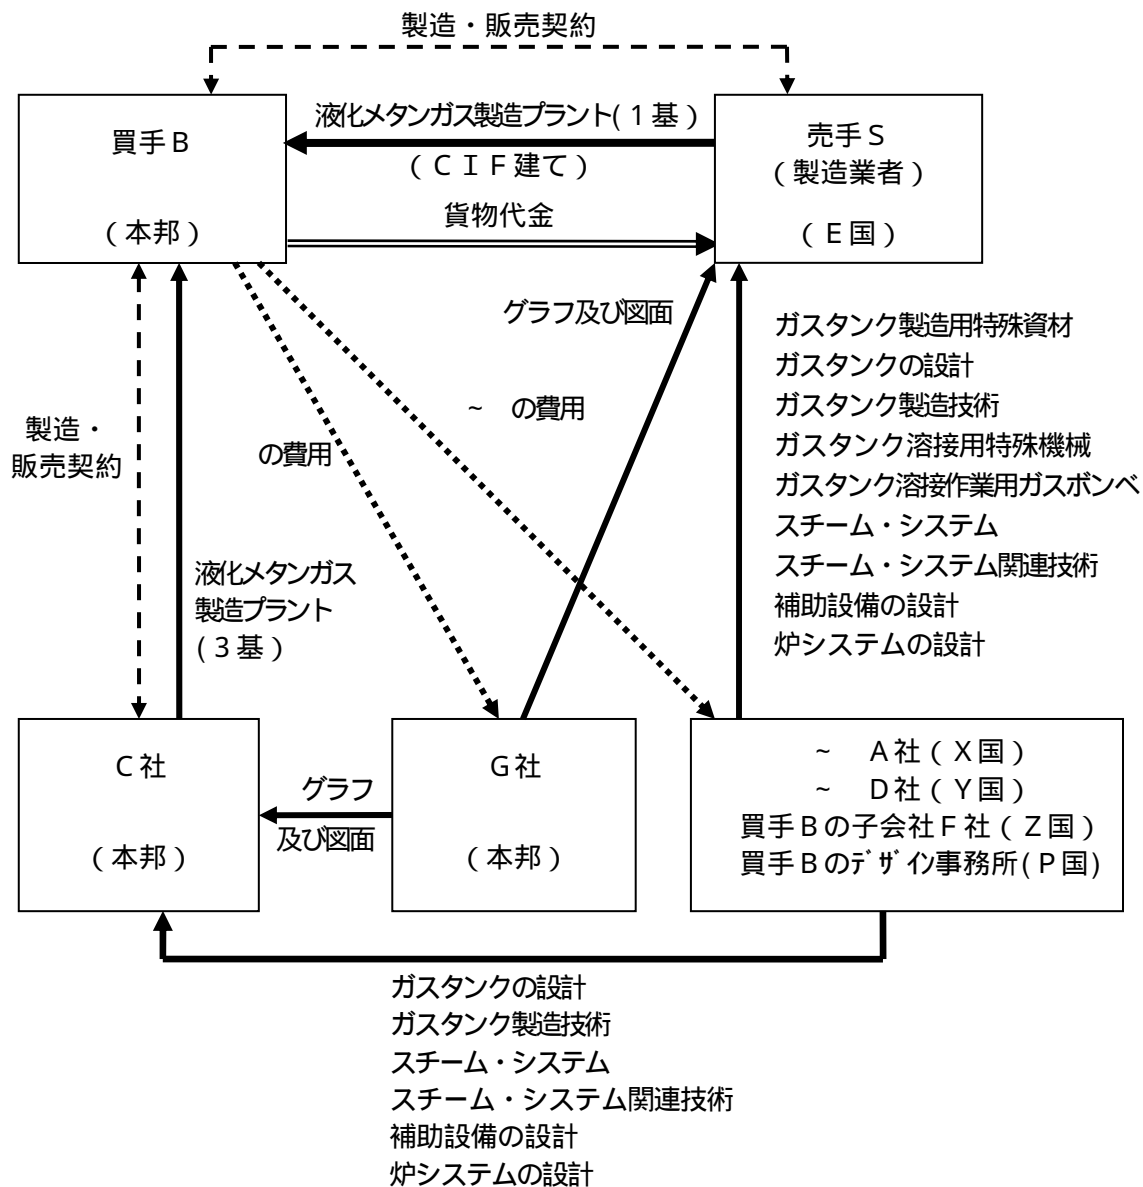 製造・販売契約
買手Ｂ
（本邦）
液化メタンガス製造プラント(１基）
（ＣＩＦ建て）
貨物代金
売手Ｓ
（製造業者）
（Ｅ国）
グラフ及び図面
ガスタンク製造用特殊資材
ガスタンクの設計
ガスタンク製造技術
ガスタンク溶接用特殊機械
ガスタンク溶接作業用ガスボンベ
スチーム・システム
スチーム・システム関連技術
補助設備の設計
炉システムの設計
～　の費用
の費用
製造・
販売契約
液化メタンガス
製造プラント
(３基）
Ｃ社
（本邦）
グラフ
及び図面
Ｇ社
（本邦）
～　Ａ社（Ｘ国）
～　Ｄ社（Ｙ国）
買手Ｂの子会社Ｆ社（Ｚ国）
買手Ｂのﾃﾞｻﾞｲﾝ事務所(Ｐ国)
ガスタンクの設計
ガスタンク製造技術
スチーム・システム
スチーム・システム関連技術
補助設備の設計
炉システムの設計